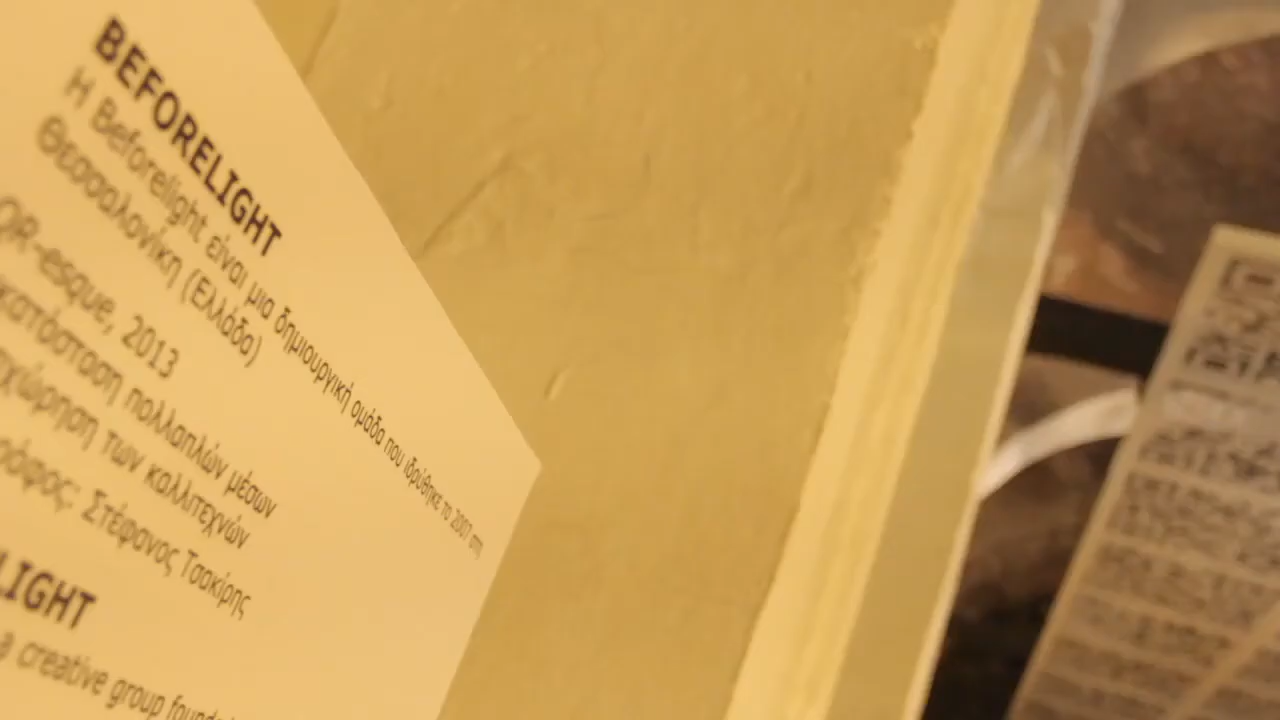 BEFORELIGHT
Η Beforelight είναι μια δημιουργική ομάδα που ιδρύθηκε το 2007 στη
Θεσσαλονίκη (Ελλάδα)
QR-esque, 2013
κατάσταση πολλαπλών μέσων
των καλλιτεχνών
Στέφανος Τσακίρης
LIGHT
a creative group